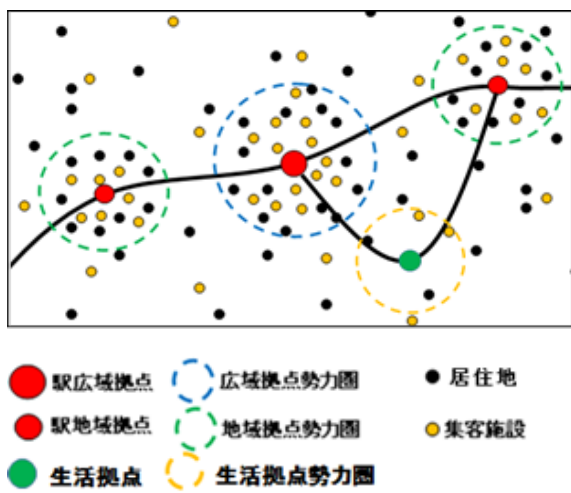 駅広域拠点 広域拠点勢力圏 居住地
駅地域拠点 地域拠点勢力圏 集客施設
生活拠点 生活拠点勢力圏